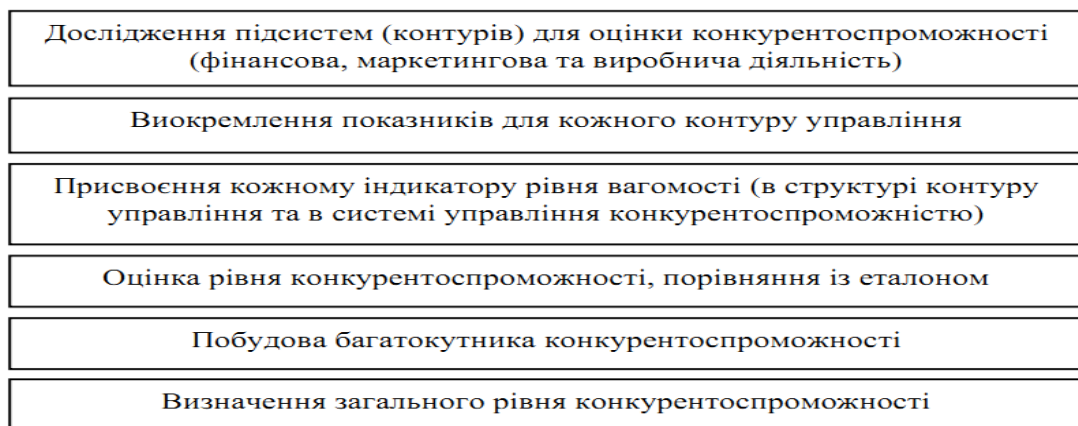 Дослідження підсистем (контурів) для оцінки конкурентоспроможності
(фінансова, маркетингова та виробнича діяльність)
Виокремлення показників для кожного контуру управління
Присвоєння кожному індикатору рівня вагомості (в структурі контуру
управління та в системі управління конкурентоспроможністю)
Оцінка рівня конкурентоспроможності, порівняння із еталоном
Побудова багатокутника конкурентоспроможності
Визначення загального рівня конкурентоспроможності